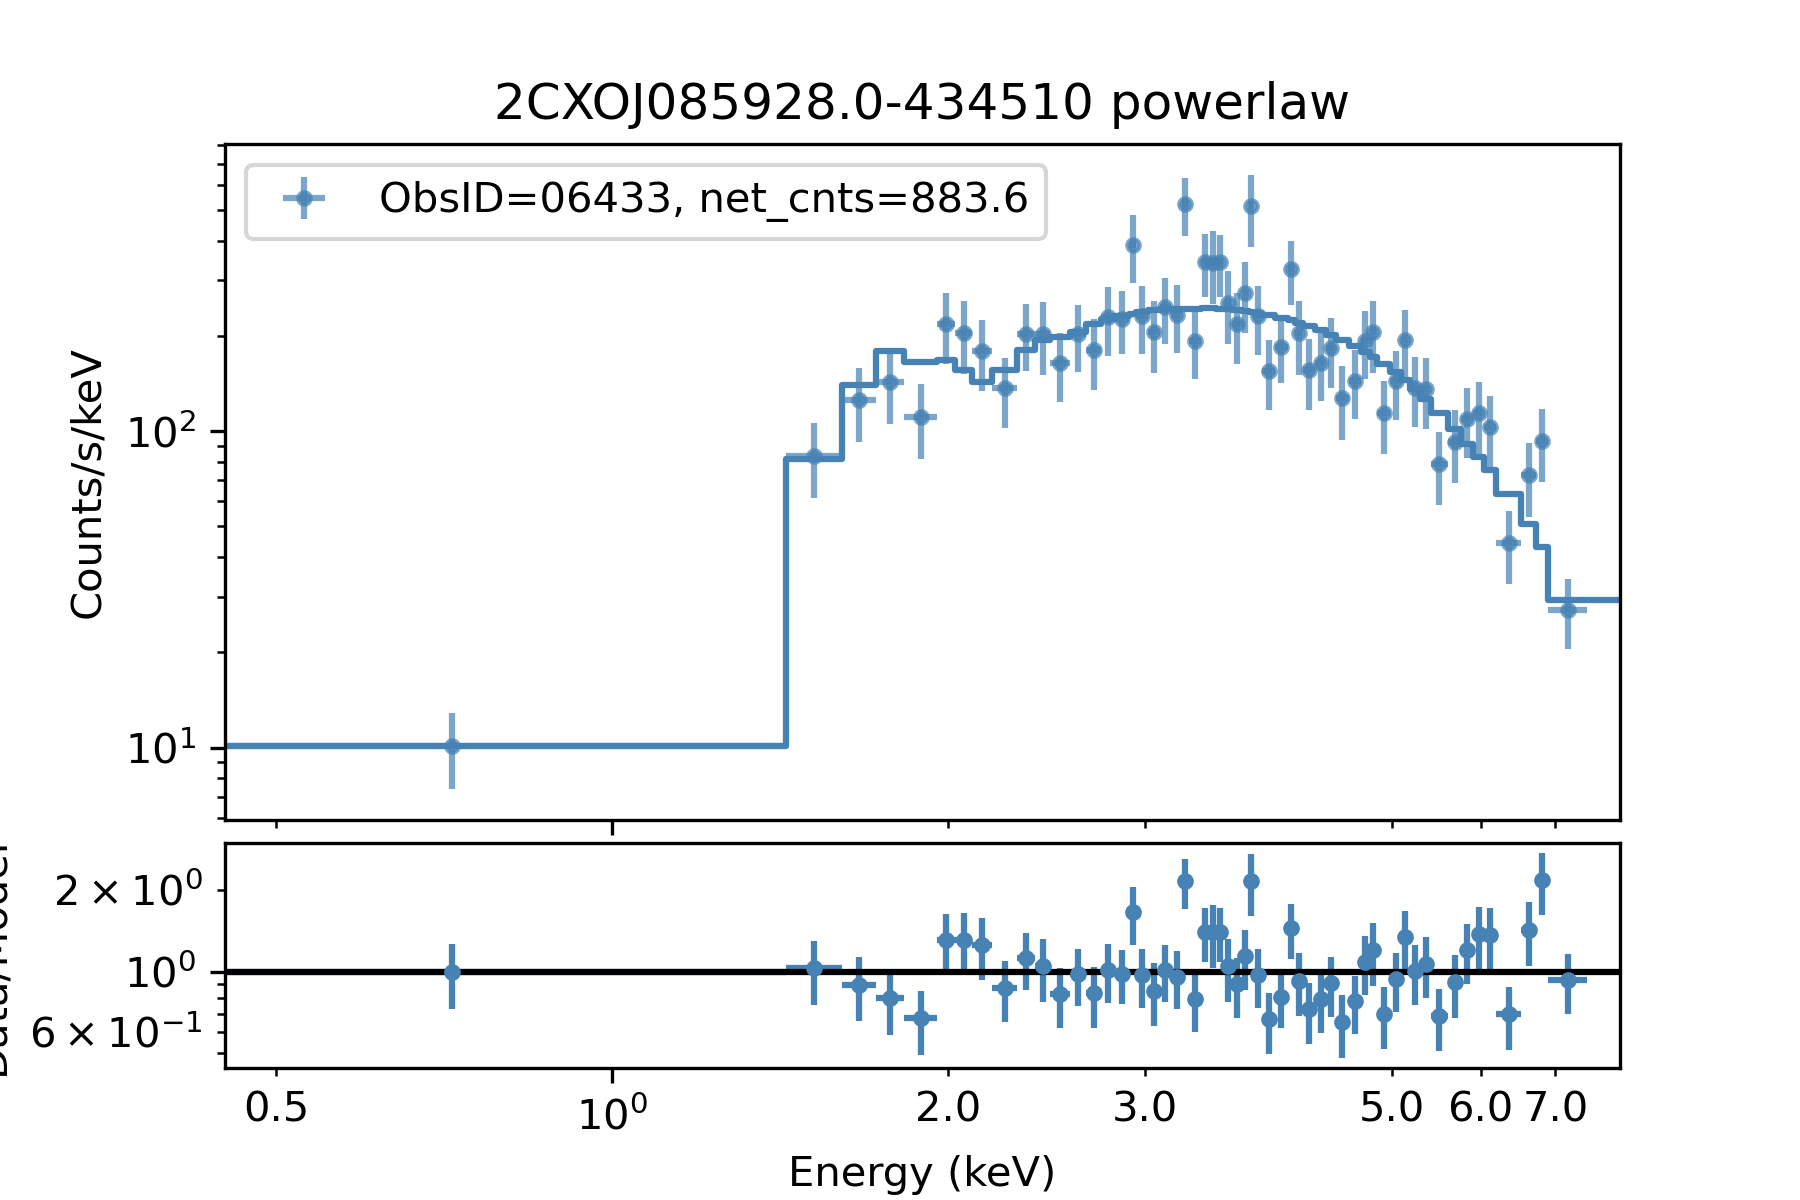 2CXOJ085928.0-434510 powerlaw
ObsID=06433, net_cnts=883.6
Counts/s/keV
10²
10¹
2×10⁰
10⁰
6×10⁻¹
0.5 10⁰ 2.0 3.0 5.0 6.0 7.0
Energy (keV)